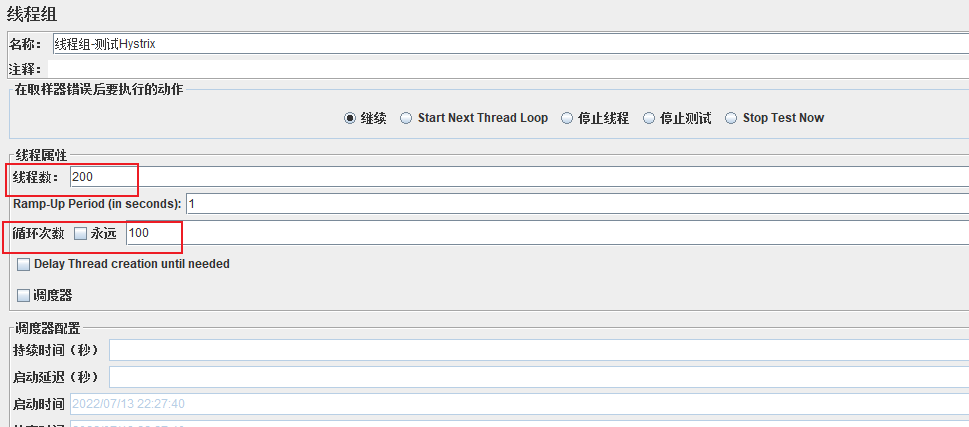 线程组
名称： 线程组-测试Hystrix
注释：
在取样器错误后要执行的动作
继续 Start Next Thread Loop 停止线程 停止测试 Stop Test Now
线程属性
线程数： 200
Ramp-Up Period (in seconds): 1
循环次数 永远 100
Delay Thread creation until needed
调度器
调度器配置
持续时间（秒）
启动延迟（秒）
启动时间 2022/07/13 22:27:40